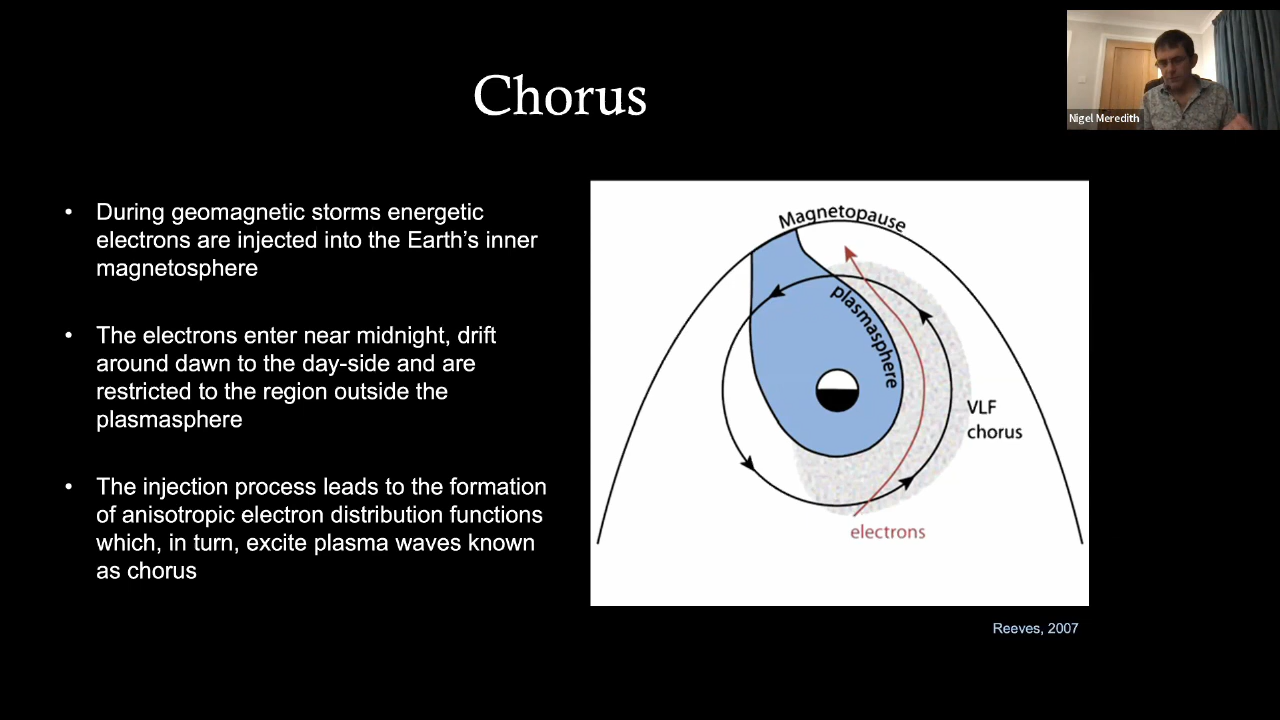 Chorus
Nigel Meredith
• During geomagnetic storms energetic
electrons are injected into the Earth’s inner
magnetosphere
• The electrons enter near midnight, drift
around dawn to the day-side and are
restricted to the region outside the
plasmasphere
• The injection process leads to the formation
of anisotropic electron distribution functions
which, in turn, excite plasma waves known
as chorus
Magnetopause
plasmasphere
VLF
chorus
electrons
Reeves, 2007